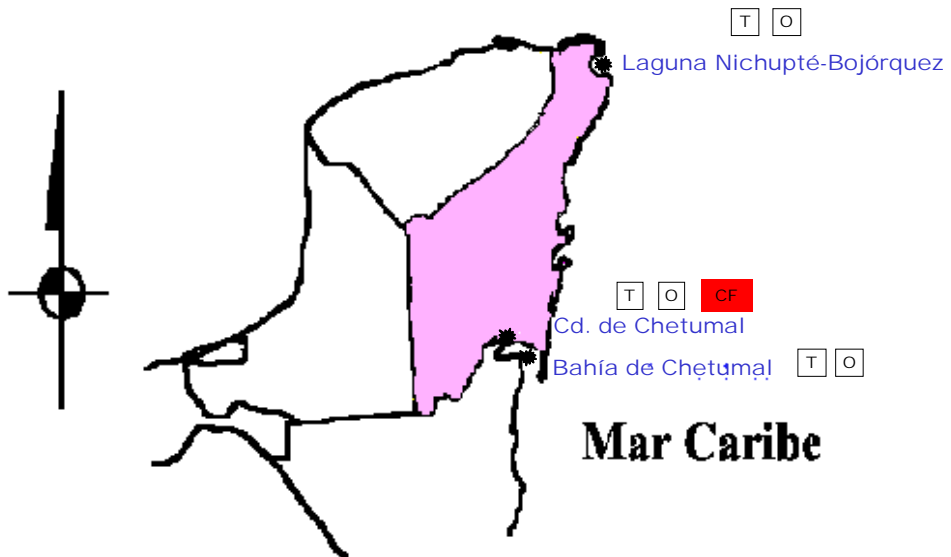 T O
Laguna Nichupté-Bojórquez
T O CF
Cd. de Chetumal
Bahía de Chetumal T O
Mar Caribe